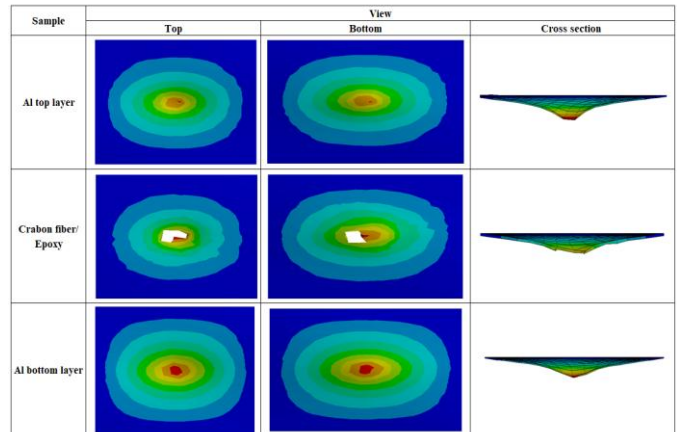 Sample
View
Top
Bottom
Cross section
Al top layer
Crabon fiber/
Epoxy
Al bottom layer